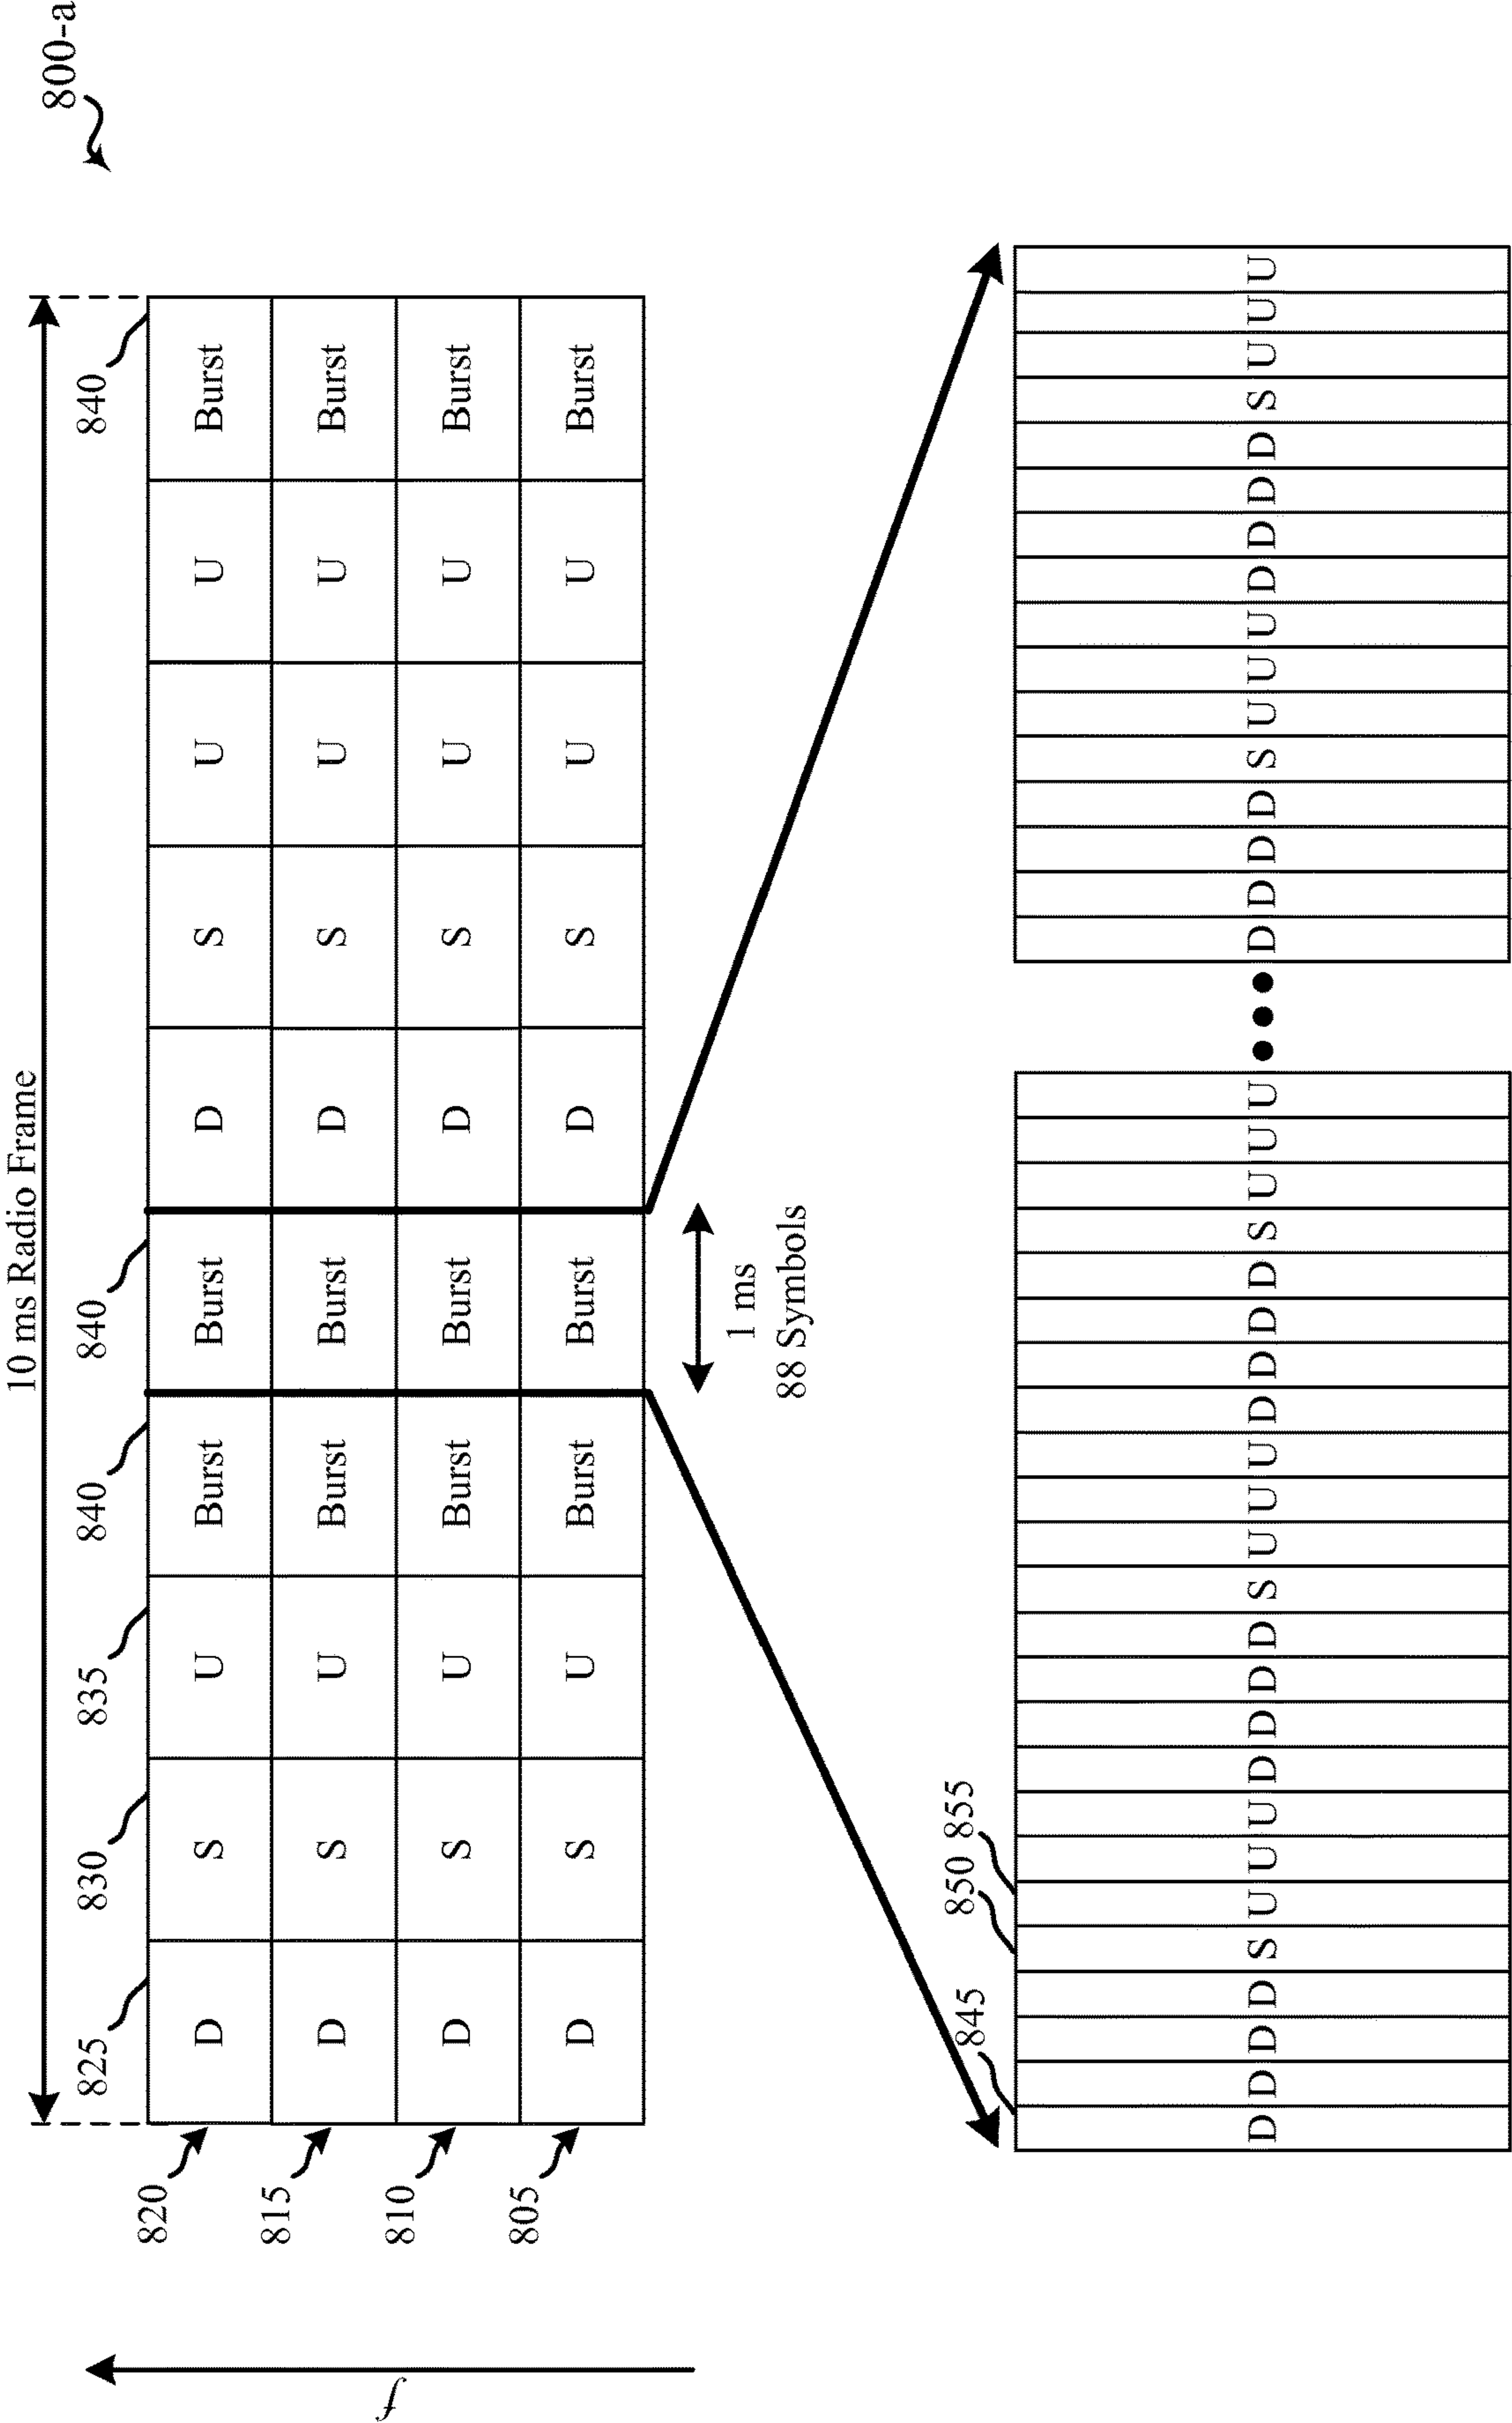 10 ms Radio Frame
800-a
825 830 835 840 840 840
820 D S U Burst Burst D S U U Burst
815 D S U Burst Burst D S U U Burst
810 D S U Burst Burst D S U U Burst
805 D S U Burst Burst D S U U Burst
f
1 ms
88 Symbols
845 850 855
D D D D S U U U D D D D S U U U D D D D S U U U ••• D D D D S U U U D D D D S U U U